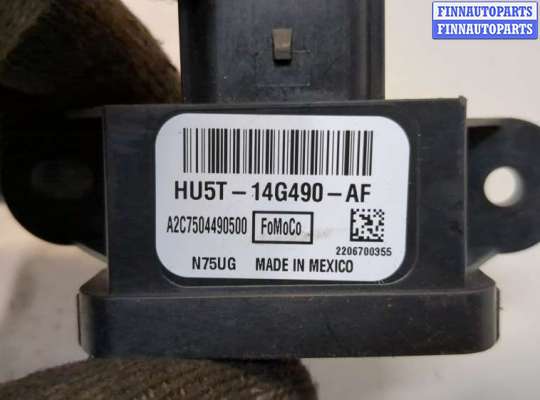 FINNAUTOPARTS
FINNAUTOPARTS
HU5T-14G490-AF
A2C7504490500 FoMoCo
2206700355
N75UG MADE IN MEXICO